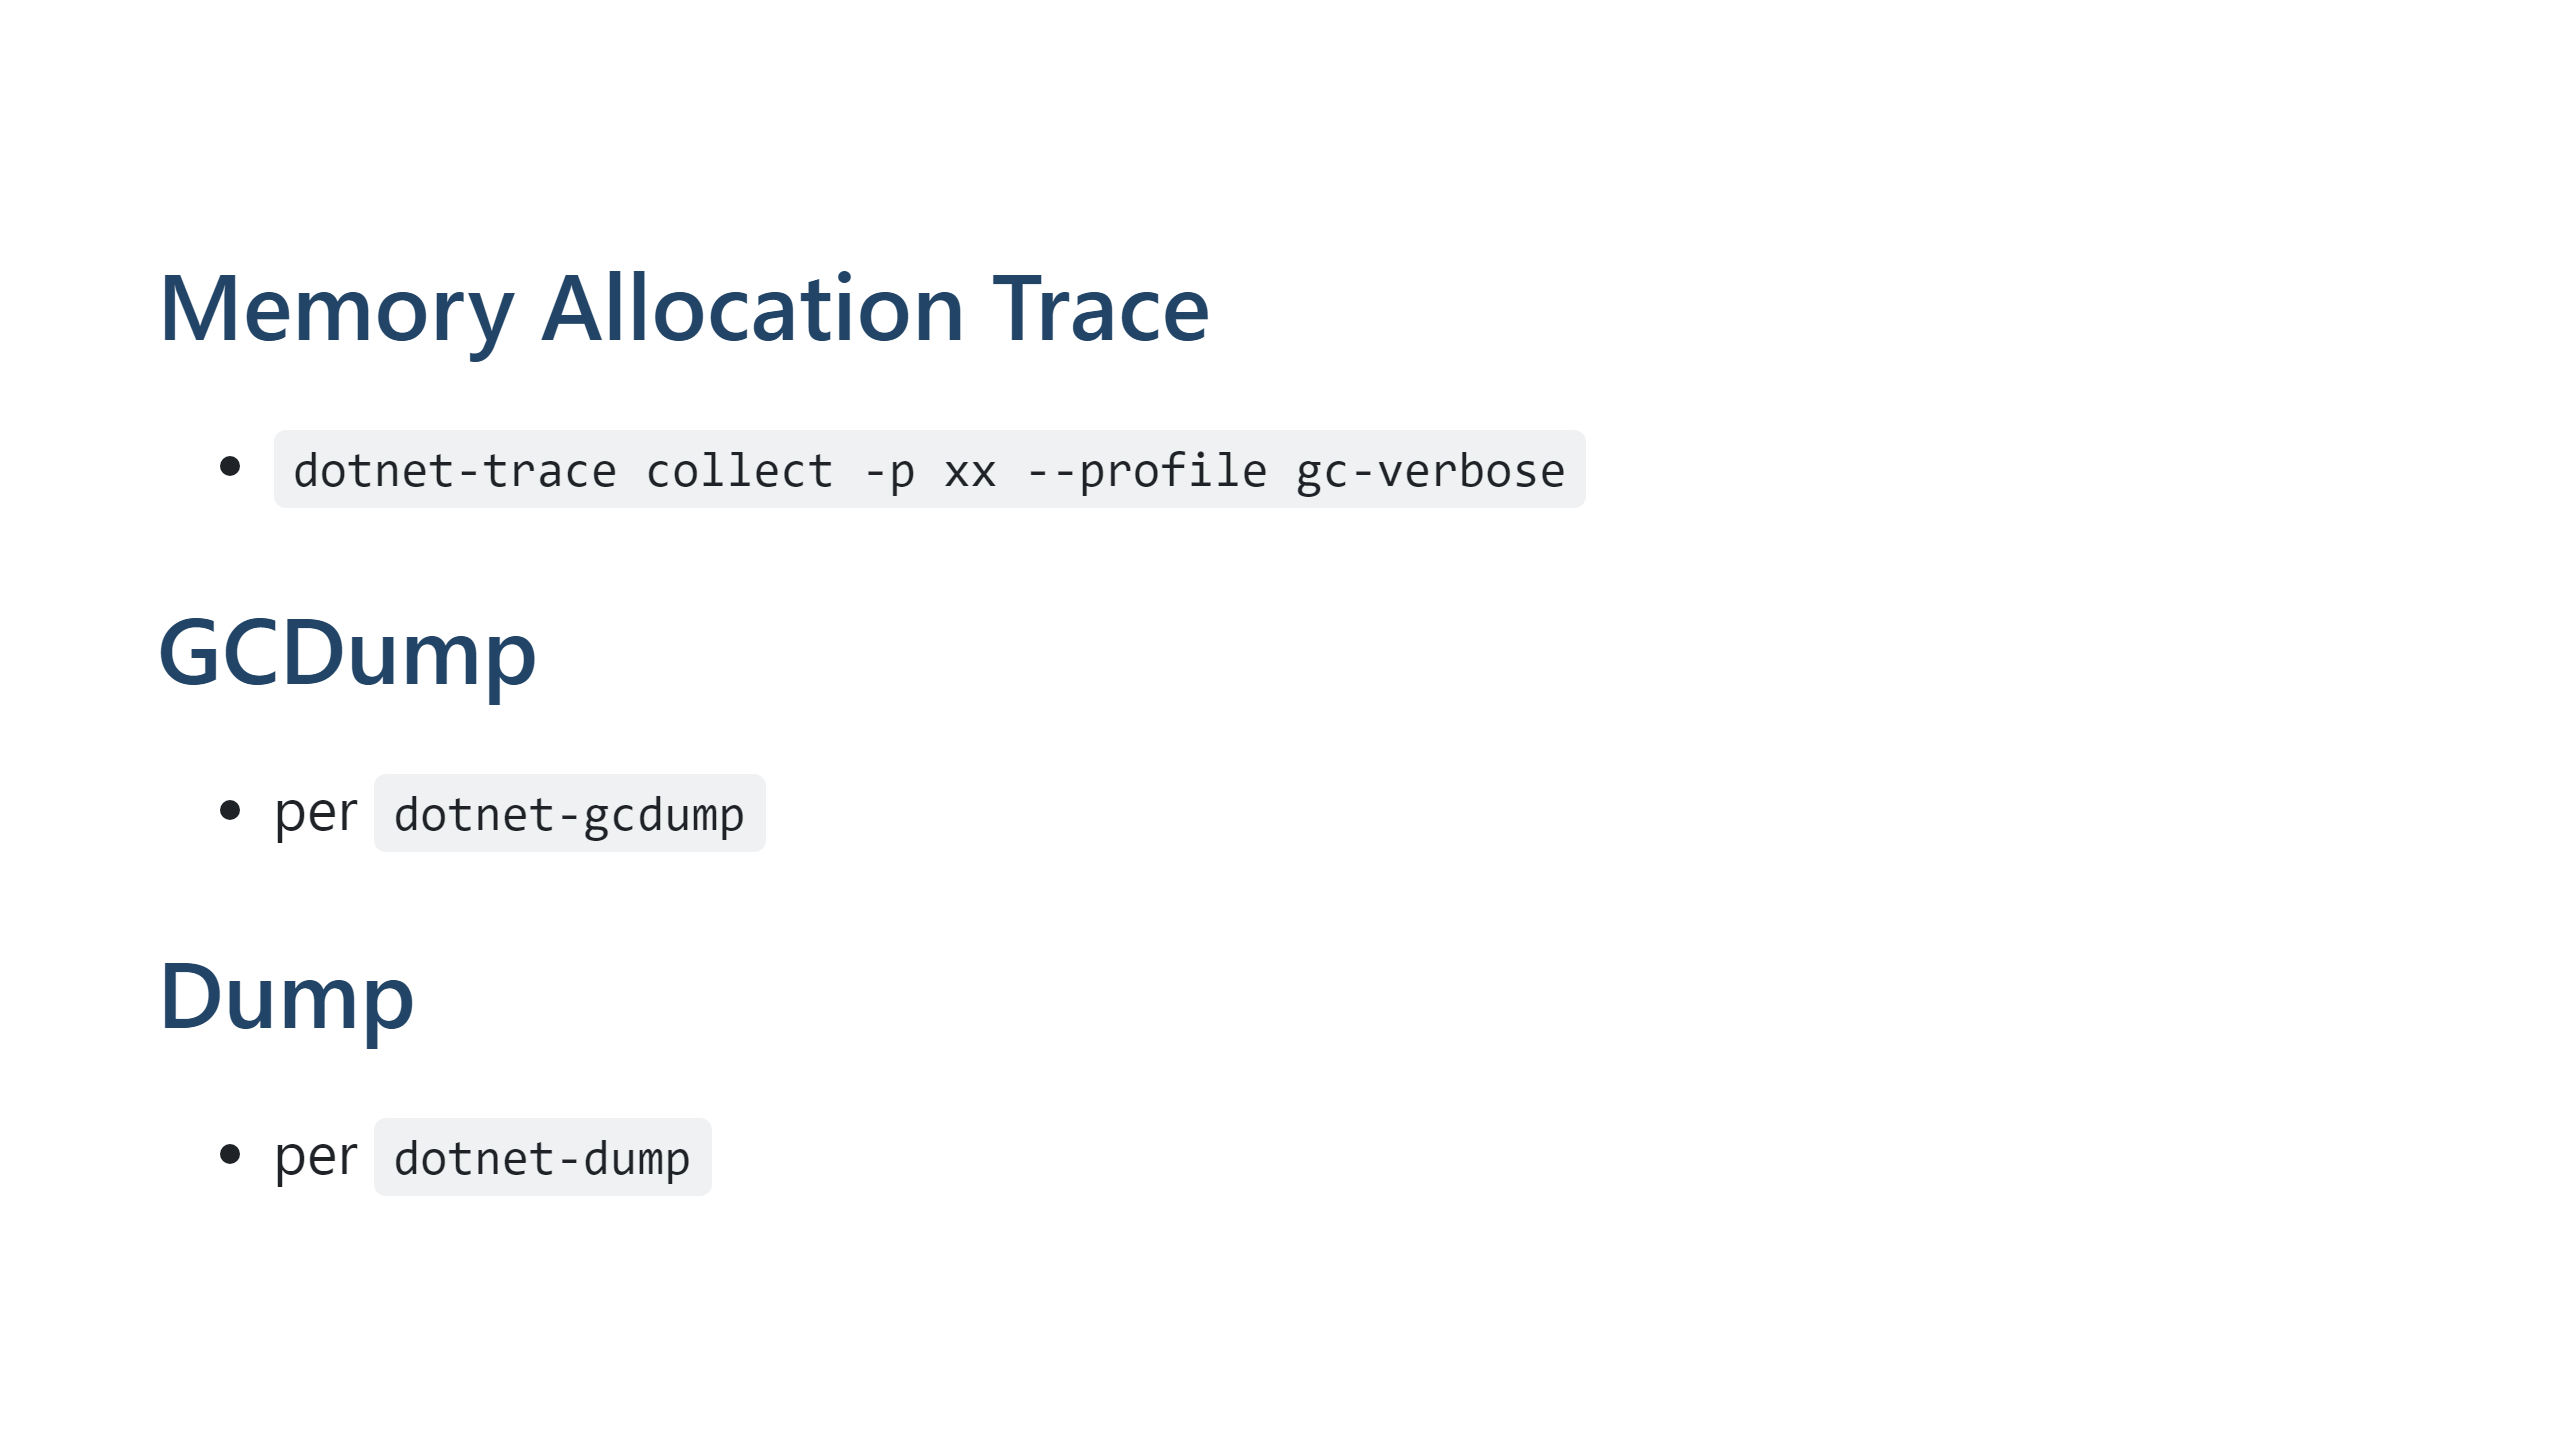 Memory Allocation Trace
• dotnet-trace collect -p xx --profile gc-verbose
GCDump
• per dotnet-gcdump
Dump
• per dotnet-dump